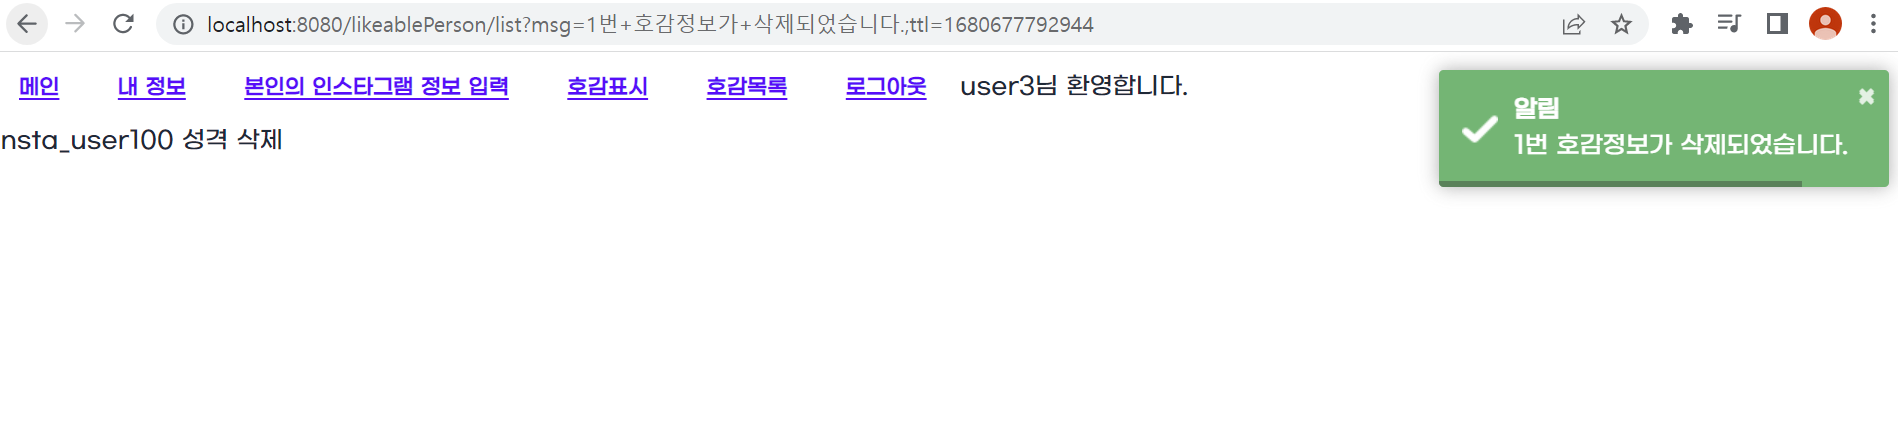 localhost:8080/likeablePerson/list?msg=1번+호감정보가+삭제되었습니다.;ttl=1680677792944
메인 내 정보 본인의 인스타그램 정보 입력 호감표시 호감목록 로그아웃 user3님 환영합니다.
알림
1번 호감정보가 삭제되었습니다.
nsta_user100 성격 삭제